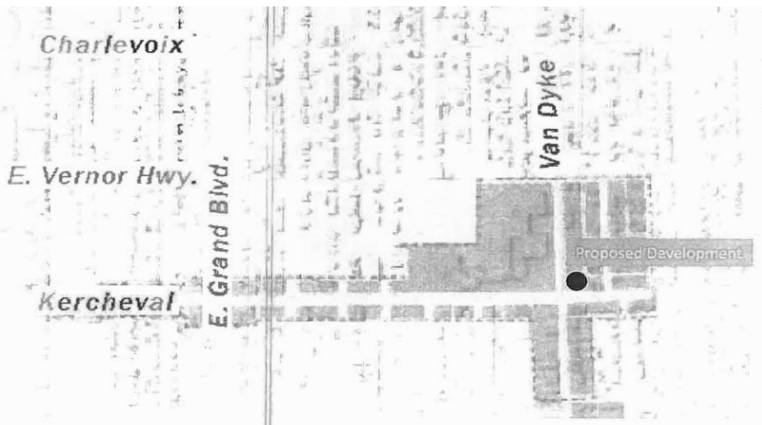 Charlevoix
Van Dyke
E. Vernor Hwy.
E. Grand Blvd.
Proposed Development
Kercheval